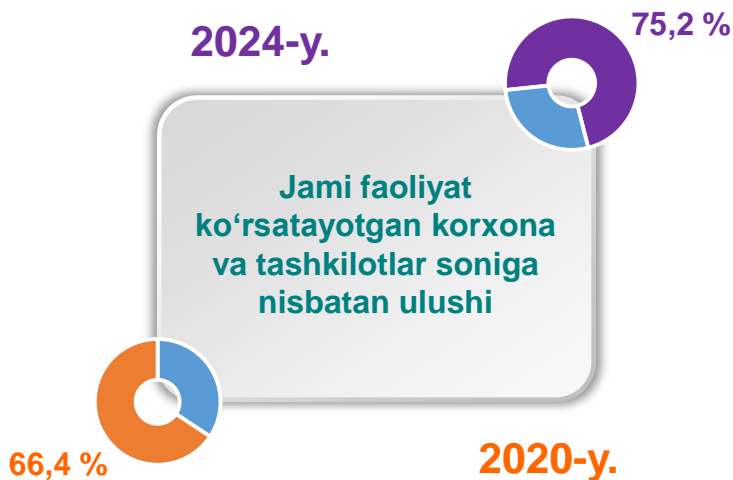 2024-y.
75,2 %
Jami faoliyat
ko‘rsatayotgan korxona
va tashkilotlar soniga
nisbatan ulushi
66,4 %
2020-y.